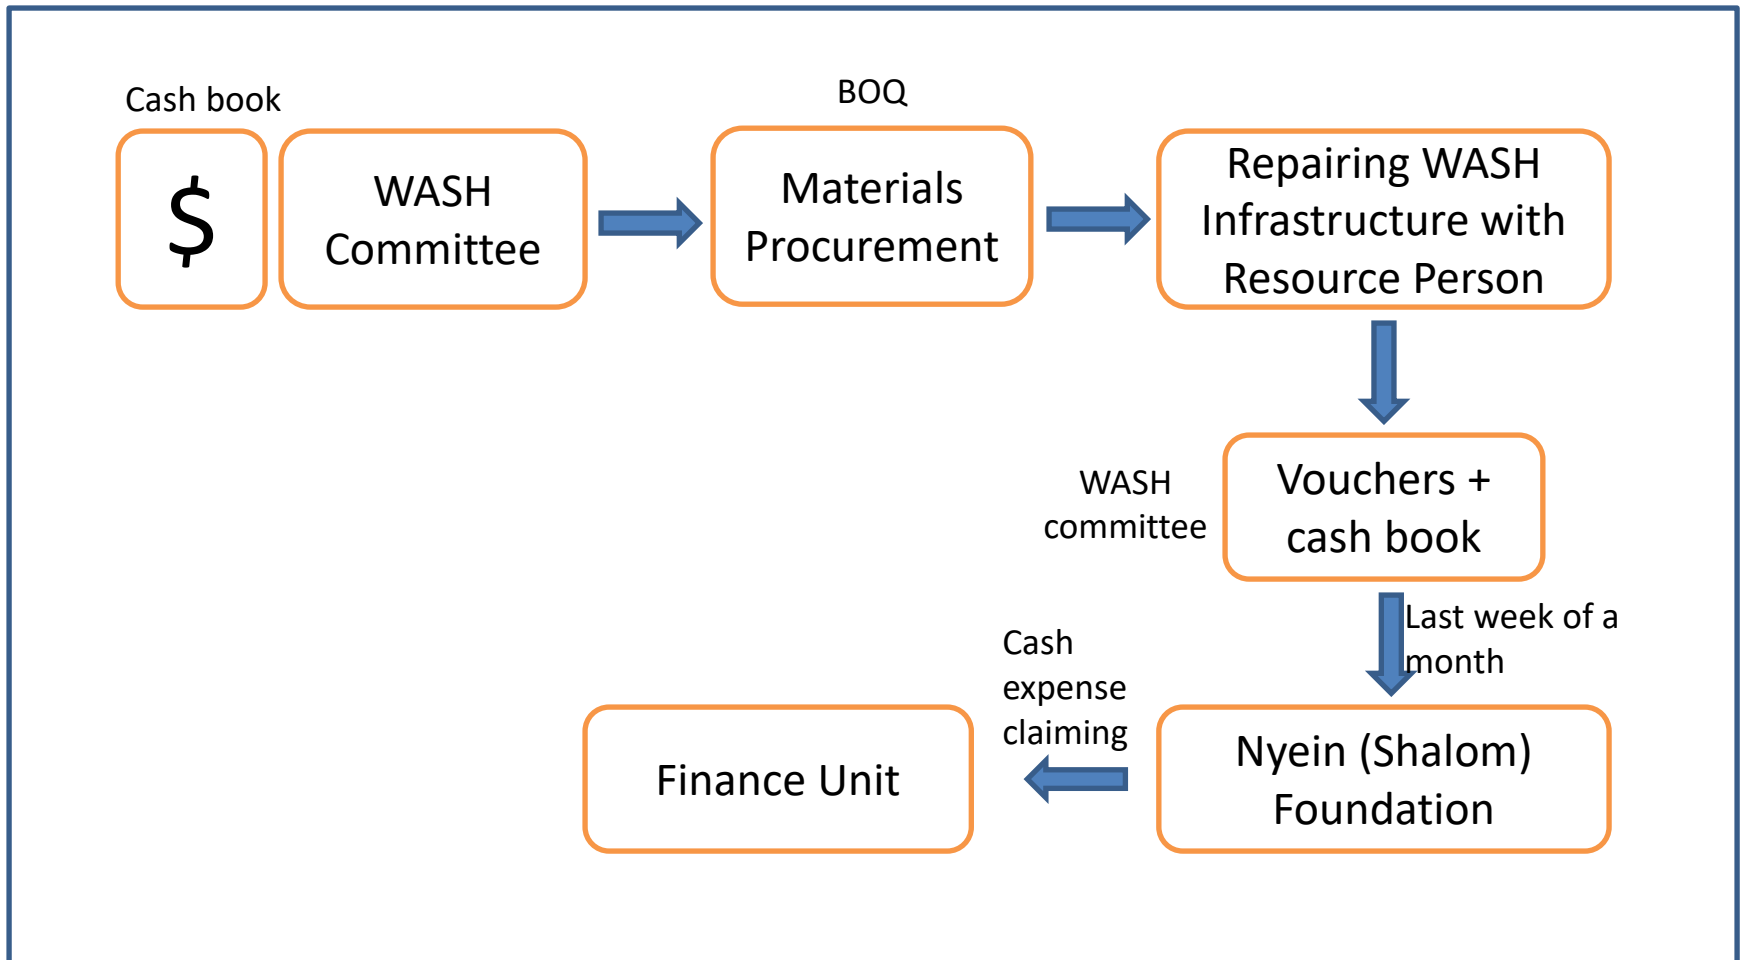 Cash book
$
WASH
Committee
BOQ
Materials
Procurement
Repairing WASH
Infrastructure with
Resource Person
WASH
committee
Vouchers +
cash book
Last week of a
month
Cash
expense
claiming
Nyein (Shalom)
Foundation
Finance Unit